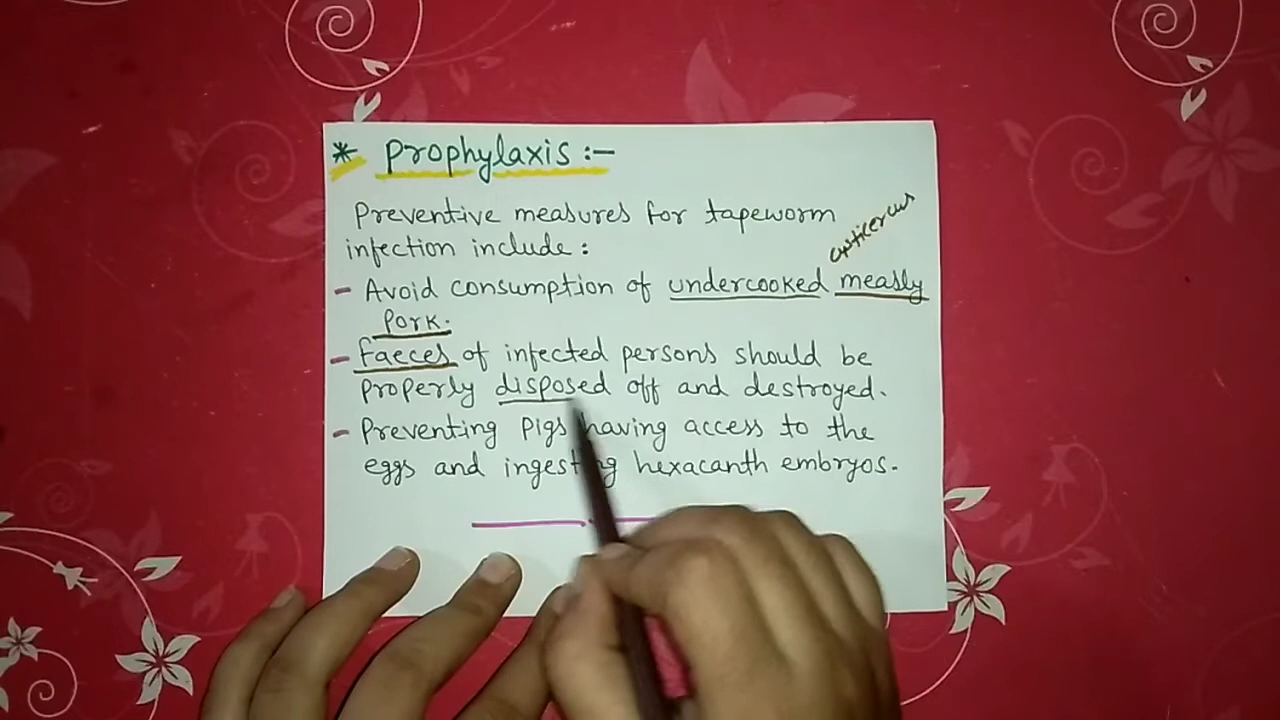 * Prophylaxis :-
Preventive measures for tapeworm
infection include :
cysticercus
- Avoid consumption of undercooked measly
Pork.
- Faeces of infected persons should be
properly disposed off and destroyed.
- Preventing Pigs having access to the
eggs and ingesting hexacanth embryos.